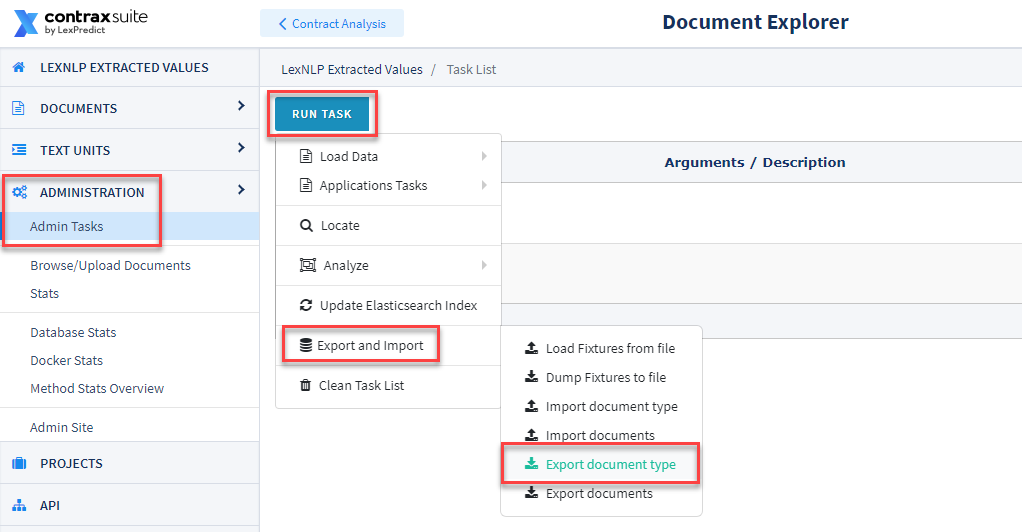 contraxsuite
by LexPredict
Contract Analysis
Document Explorer
LEXNLP EXTRACTED VALUES
DOCUMENTS
TEXT UNITS
ADMINISTRATION
Admin Tasks
Browse/Upload Documents
Stats
Database Stats
Docker Stats
Method Stats Overview
Admin Site
PROJECTS
API
LexNLP Extracted Values / Task List
RUN TASK
Arguments / Description
Load Data
Applications Tasks
Locate
Analyze
Update Elasticsearch Index
Export and Import
Clean Task List
Load Fixtures from file
Dump Fixtures to file
Import document type
Import documents
Export document type
Export documents